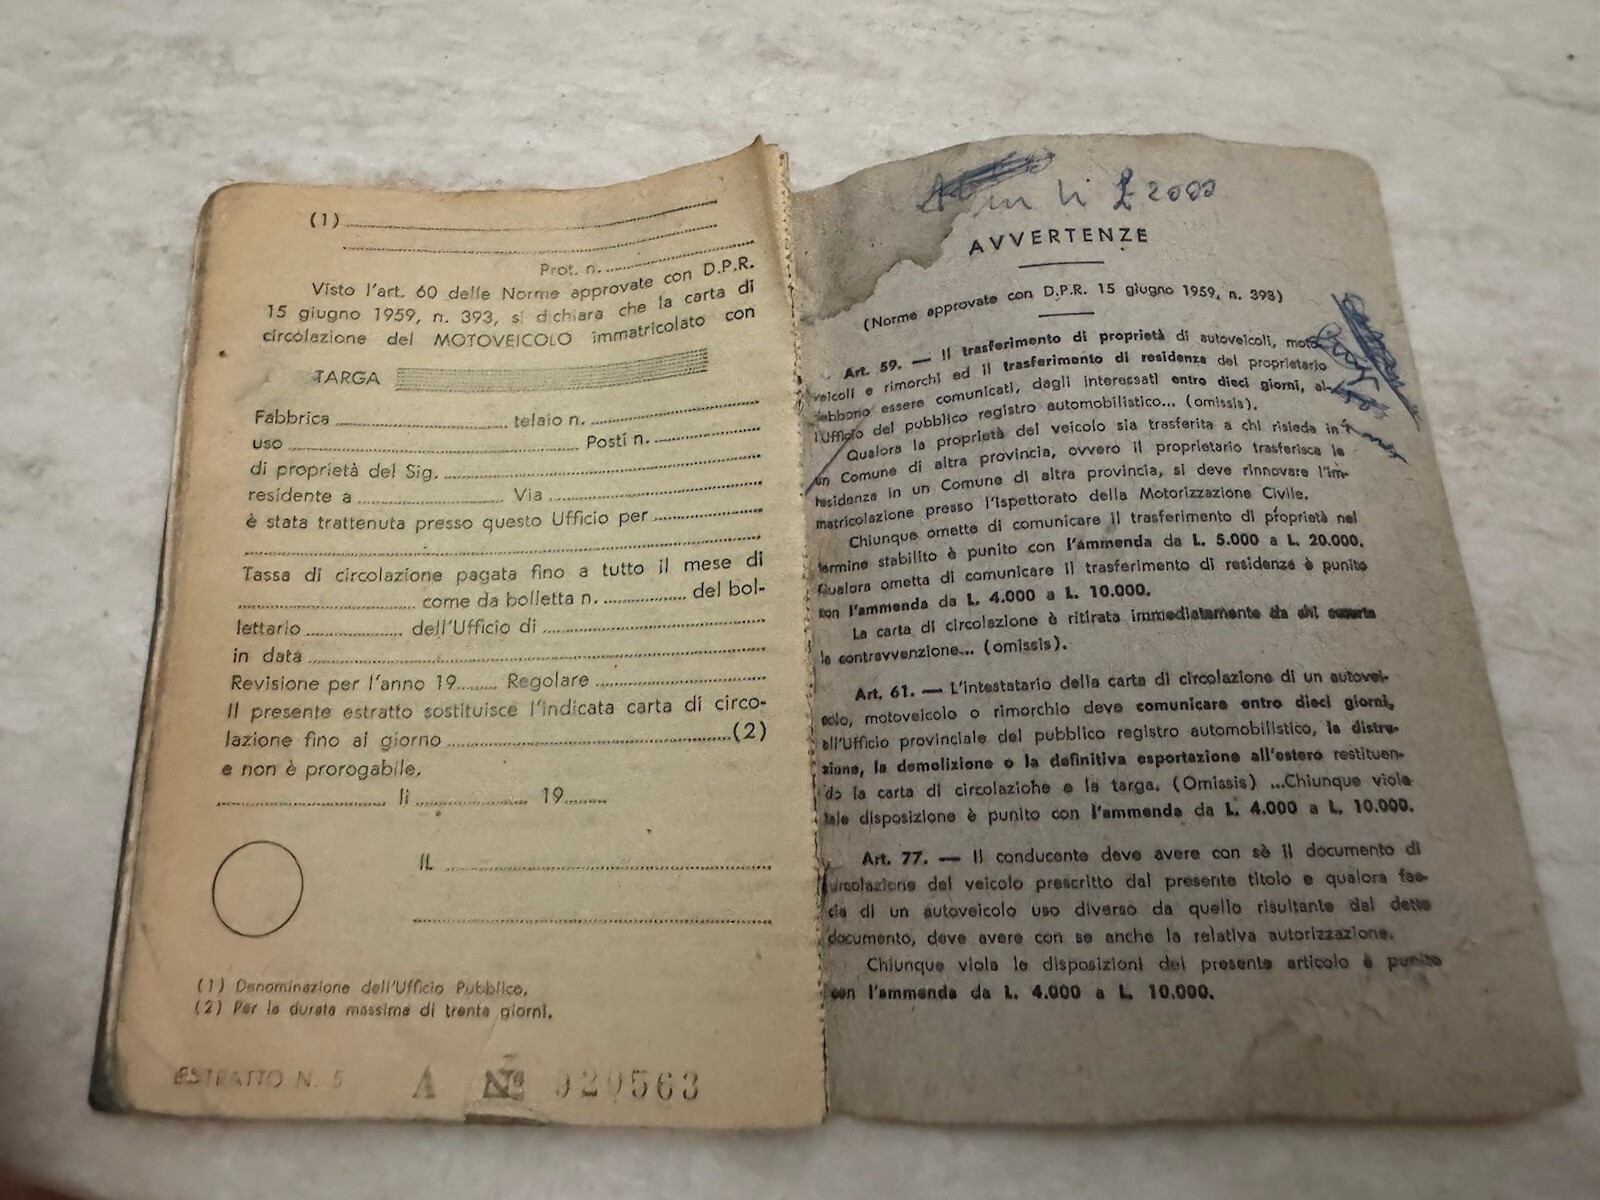 (1)
Prot. n.
Visto l'art. 60 delle Norme approvate con D.P.R.
15 giugno 1959, n. 393, si dichiara che la carta di
circolazione del MOTOVEICOLO immatricolato con
TARGA
Fabbrica telaio n.
uso Posti n.
di proprietà del Sig.
residente a Via
è stata trattenuta presso questo Ufficio per
Tassa di circolazione pagata fino a tutto il mese di
come da bolletta n. del bol-
lettario dell'Ufficio di
in data
Revisione per l'anno 19 Regolare
Il presente estratto sostituisce l'indicata carta di circo-
lazione fino al giorno (2)
e non è prorogabile.
li 19
IL
(1) Denominazione dell'Ufficio Pubblico.
(2) Per la durata massima di trenta giorni.
ESTRATTO N. 5 A Nº 020563
£ 2000
AVVERTENZE
(Norme approvate con D.P.R. 15 giugno 1959, n. 393)
Art. 59. — Il trasferimento di proprietà di autoveicoli, moto-
veicoli e rimorchi ed il trasferimento di residenza del proprietario
debbono essere comunicati, dagli interessati entro dieci giorni, al-
l'Ufficio del pubblico registro automobilistico... (omissis).
Qualora la proprietà del veicolo sia trasferita a chi risieda in
un Comune di altra provincia, ovvero il proprietario trasferisca la
residenza in un Comune di altra provincia, si deve rinnovare l'im-
matricolazione presso l'Ispettorato della Motorizzazione Civile.
Chiunque omette di comunicare il trasferimento di proprietà nel
termine stabilito è punito con l'ammenda da L. 5.000 a L. 20.000.
Qualora ometta di comunicare il trasferimento di residenza è punito
con l'ammenda da L. 4.000 a L. 10.000.
La carta di circolazione è ritirata immediatamente da chi accerta
la contravvenzione... (omissis).
Art. 61. — L'intestatario della carta di circolazione di un autovei-
colo, motoveicolo o rimorchio deve comunicare entro dieci giorni,
all'Ufficio provinciale del pubblico registro automobilistico, la distru-
zione, la demolizione o la definitiva esportazione all'estero restituen-
do la carta di circolazione e la targa. (Omissis) ...Chiunque viola
tale disposizione è punito con l'ammenda da L. 4.000 a L. 10.000.
Art. 77. — Il conducente deve avere con sè il documento di
circolazione del veicolo prescritto dal presente titolo e qualora fac-
cia di un autoveicolo uso diverso da quello risultante dal detto
documento, deve avere con se anche la relativa autorizzazione.
Chiunque viola le disposizioni del presente articolo è punito
con l'ammenda da L. 4.000 a L. 10.000.